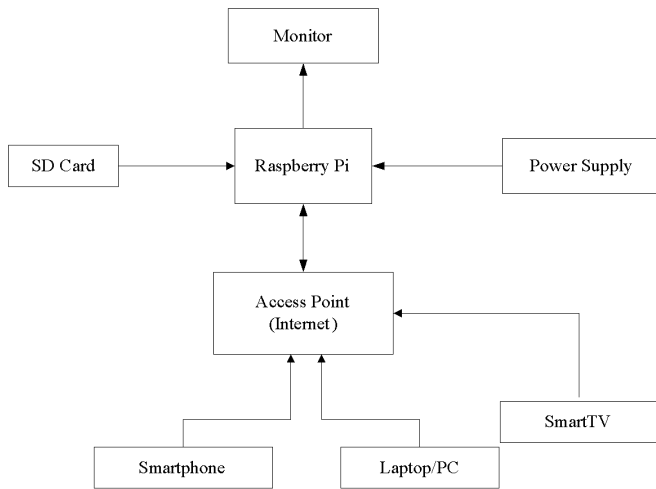 Monitor
SD Card
Raspberry Pi
Power Supply
Access Point
(Internet)
SmartTV
Smartphone
Laptop/PC